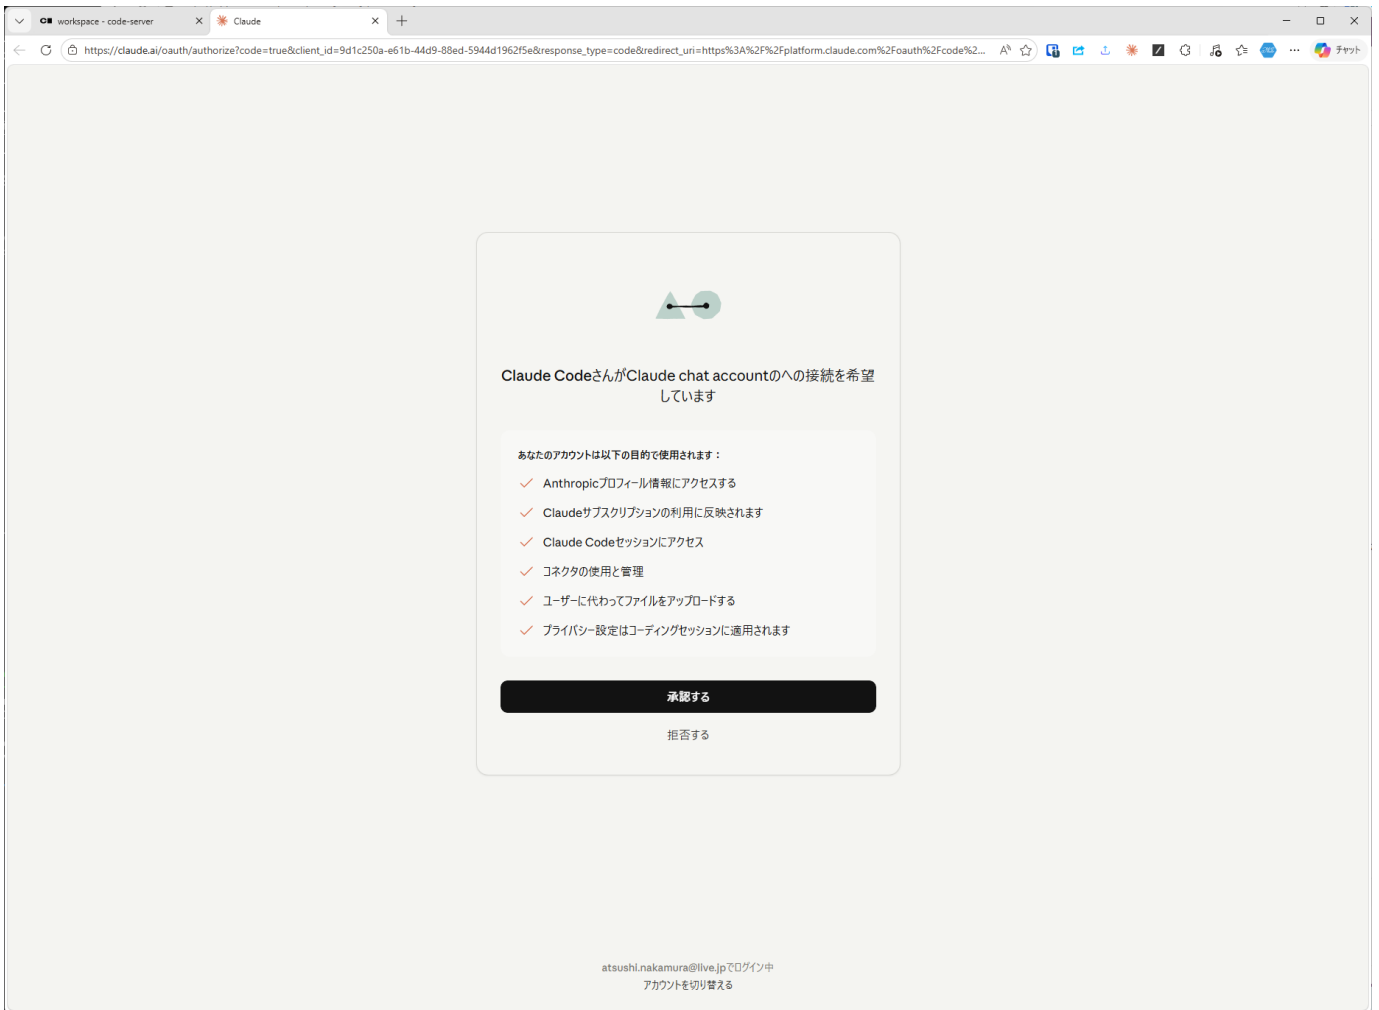 workspace - code-server
Claude
https://claude.ai/oauth/authorize?code=true&client_id=9d1c250a-e61b-44d9-88ed-5944d1962f5e&response_type=code&redirect_uri=https%3A%2F%2Fplatform.claude.com%2Foauth%2Fcode%2...
チャット
Claude CodeさんがClaude chat accountのへの接続を希望
しています
あなたのアカウントは以下の目的で使用されます：
Anthropicプロフィール情報にアクセスする
Claudeサブスクリプションの利用に反映されます
Claude Codeセッションにアクセス
コネクタの使用と管理
ユーザーに代わってファイルをアップロードする
プライバシー設定はコーディングセッションに適用されます
承認する
拒否する
atsushi.nakamura@live.jpでログイン中
アカウントを切り替える